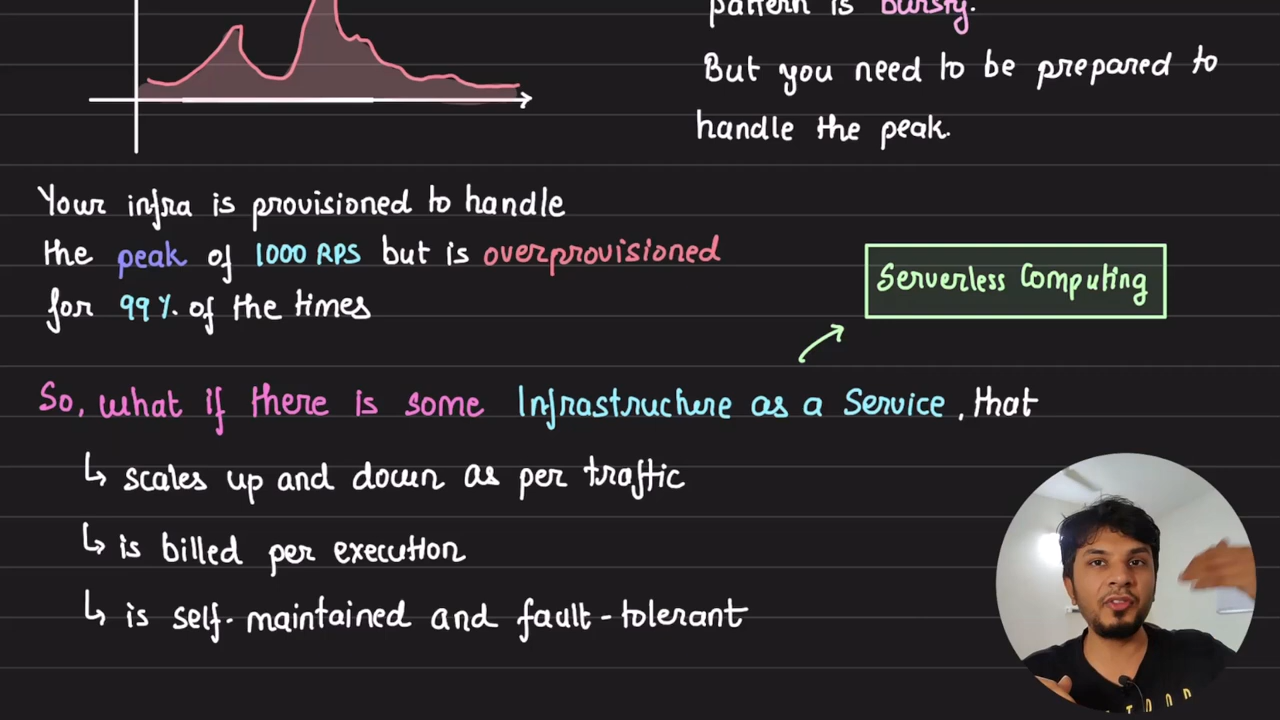 pattern is bursty.
But you need to be prepared to
handle the peak.
Your infra is provisioned to handle
the peak of 1000 RPS but is overprovisioned
for 99%. of the times
Serverless Computing
So, what if there is some Infrastructure as a Service, that
↳ scales up and down as per traffic
↳ is billed per execution
↳ is self-maintained and fault-tolerant